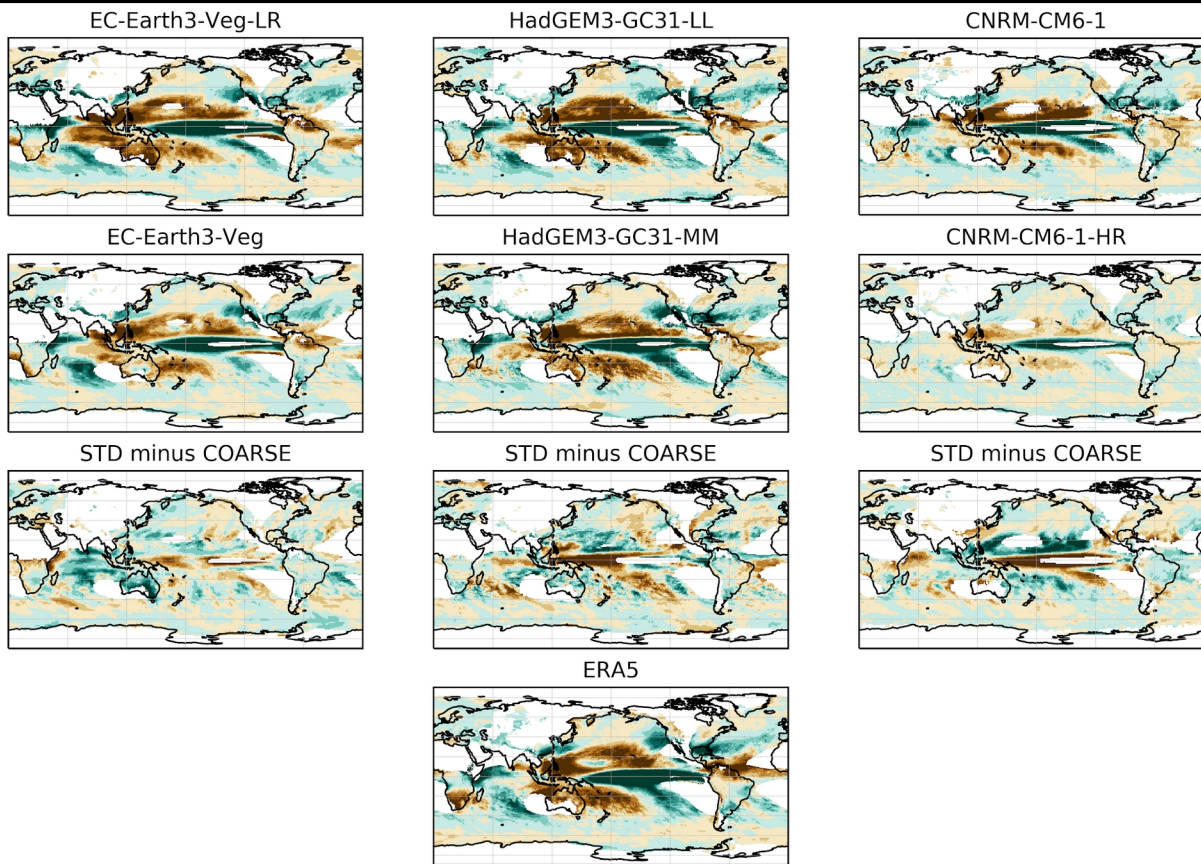 EC-Earth3-Veg-LR
HadGEM3-GC31-LL
CNRM-CM6-1
EC-Earth3-Veg
HadGEM3-GC31-MM
CNRM-CM6-1-HR
STD minus COARSE
STD minus COARSE
STD minus COARSE
ERA5